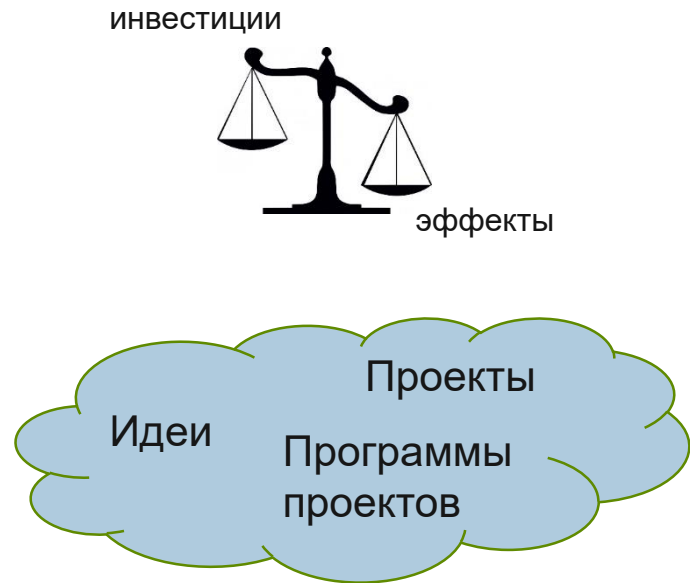 инвестиции
эффекты
Проекты
Идеи
Программы
проектов